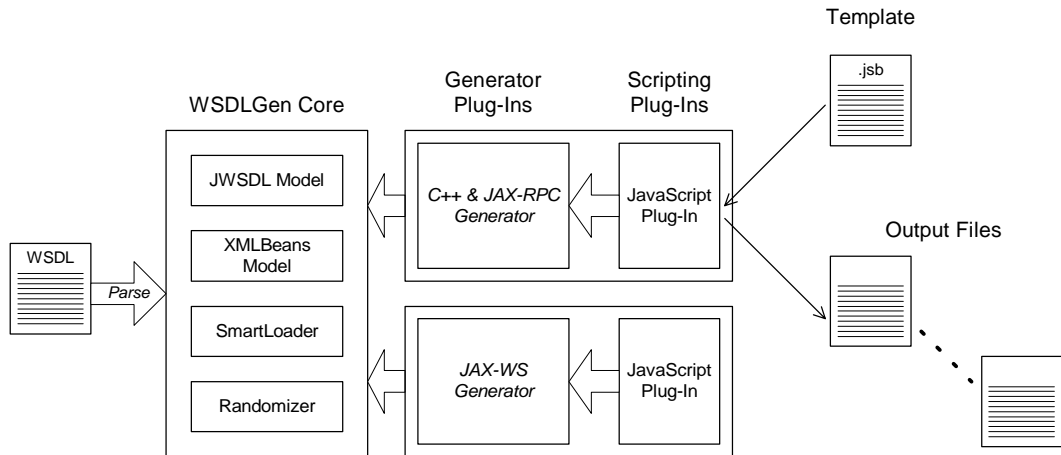 Template
.jsb
Generator
Plug-Ins
Scripting
Plug-Ins
WSDLGen Core
JWSDL Model
C++ & JAX-RPC
Generator
JavaScript
Plug-In
XMLBeans
Model
Output Files
WSDL
Parse
SmartLoader
JAX-WS
Generator
JavaScript
Plug-In
Randomizer